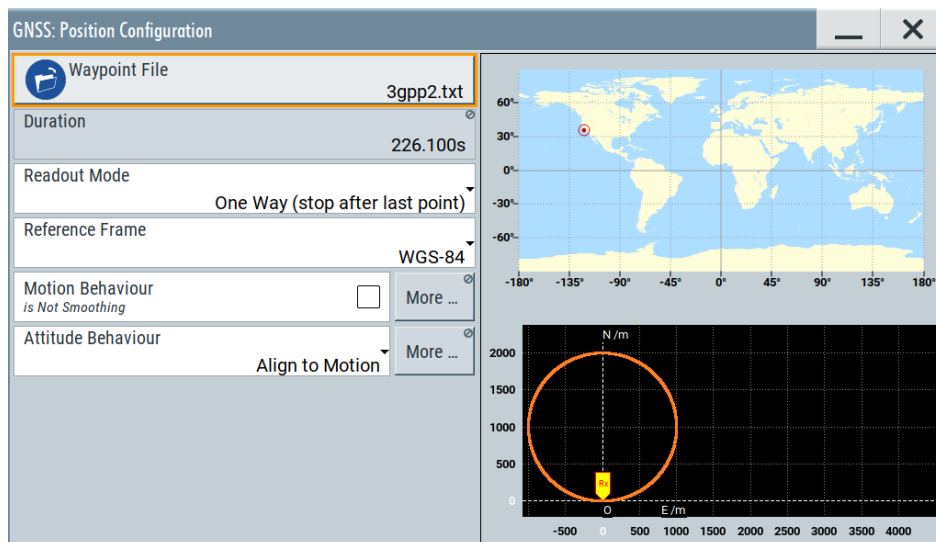 GNSS: Position Configuration
Waypoint File
3gpp2.txt
Duration
226.100s
Readout Mode
One Way (stop after last point)
Reference Frame
WGS-84
Motion Behaviour
is Not Smoothing
More ...
Attitude Behaviour
Align to Motion
More ...
60°
30°
0°
-30°
-60°
-180° -135° -90° -45° 0° 45° 90° 135° 180°
N /m
2000
1500
1000
500
0
Rx
O E /m
-500 0 500 1000 1500 2000 2500 3000 3500 4000